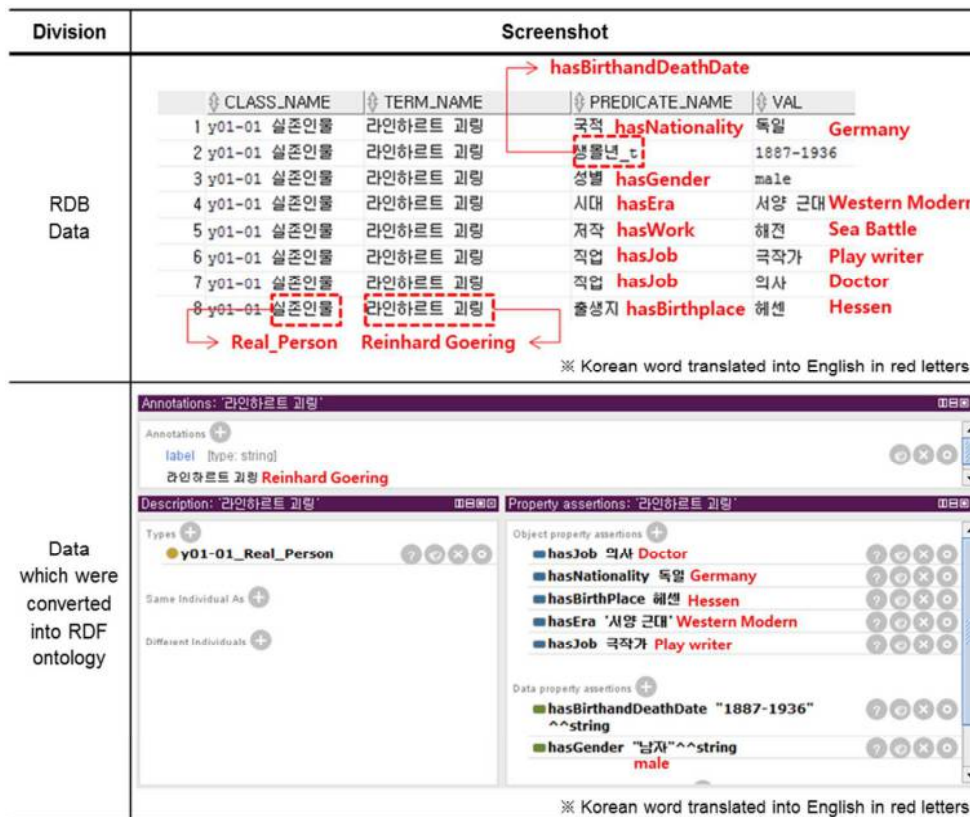 Division Screenshot
hasBirthandDeathDate
CLASS_NAME TERM_NAME PREDICATE_NAME VAL
1 y01-01 실존인물 라인하르트 괴링 국적 hasNationality 독일 Germany
2 y01-01 실존인물 라인하르트 괴링 생몰년_t 1887-1936
3 y01-01 실존인물 라인하르트 괴링 성별 hasGender male
4 y01-01 실존인물 라인하르트 괴링 시대 hasEra 서양 근대 Western Modern
5 y01-01 실존인물 라인하르트 괴링 저작 hasWork 해전 Sea Battle
6 y01-01 실존인물 라인하르트 괴링 직업 hasJob 극작가 Play writer
7 y01-01 실존인물 라인하르트 괴링 직업 hasJob 의사 Doctor
8 y01-01 실존인물 라인하르트 괴링 출생지 hasBirthplace 헤센 Hessen
Real_Person Reinhard Goering
RDB
Data
※ Korean word translated into English in red letters
Data
which were
converted
into RDF
ontology
Annotations: '라인하르트 괴링'
Annotations
label [type: string]
라인하르트 괴링 Reinhard Goering
Description: '라인하르트 괴링'
Types
y01-01_Real_Person
Same Individual As
Different Individuals
Property assertions: '라인하르트 괴링'
Object property assertions
hasJob 의사 Doctor
hasNationality 독일 Germany
hasBirthPlace 헤센 Hessen
hasEra '서양 근대' Western Modern
hasJob 극작가 Play writer
Data property assertions
hasBirthandDeathDate "1887-1936"
^^string
hasGender "남자"^^string
male
※ Korean word translated into English in red letters